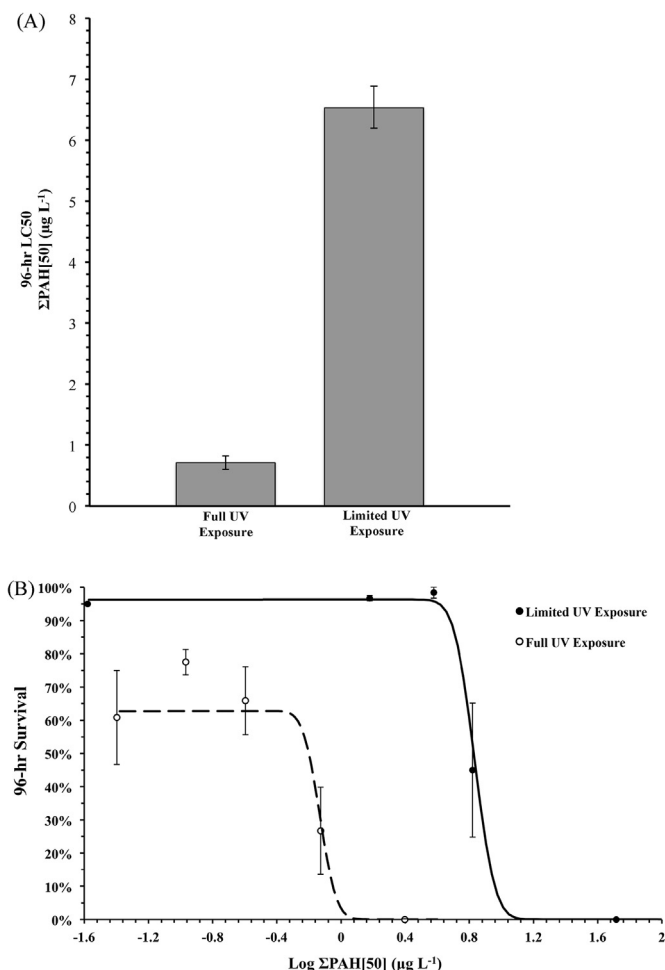 (A)
8
7
6
5
4
3
2
1
0
96-hr LC50
ΣPAH[50] (µg L-1)
Full UV
Exposure
Limited UV
Exposure
(B)
100%
90%
80%
70%
60%
50%
40%
30%
20%
10%
0%
96-hr Survival
Limited UV Exposure
Full UV Exposure
-1.6
-1.2
-0.8
-0.4
0
0.4
0.8
1.2
1.6
2
Log ΣPAH[50] (µg L-1)